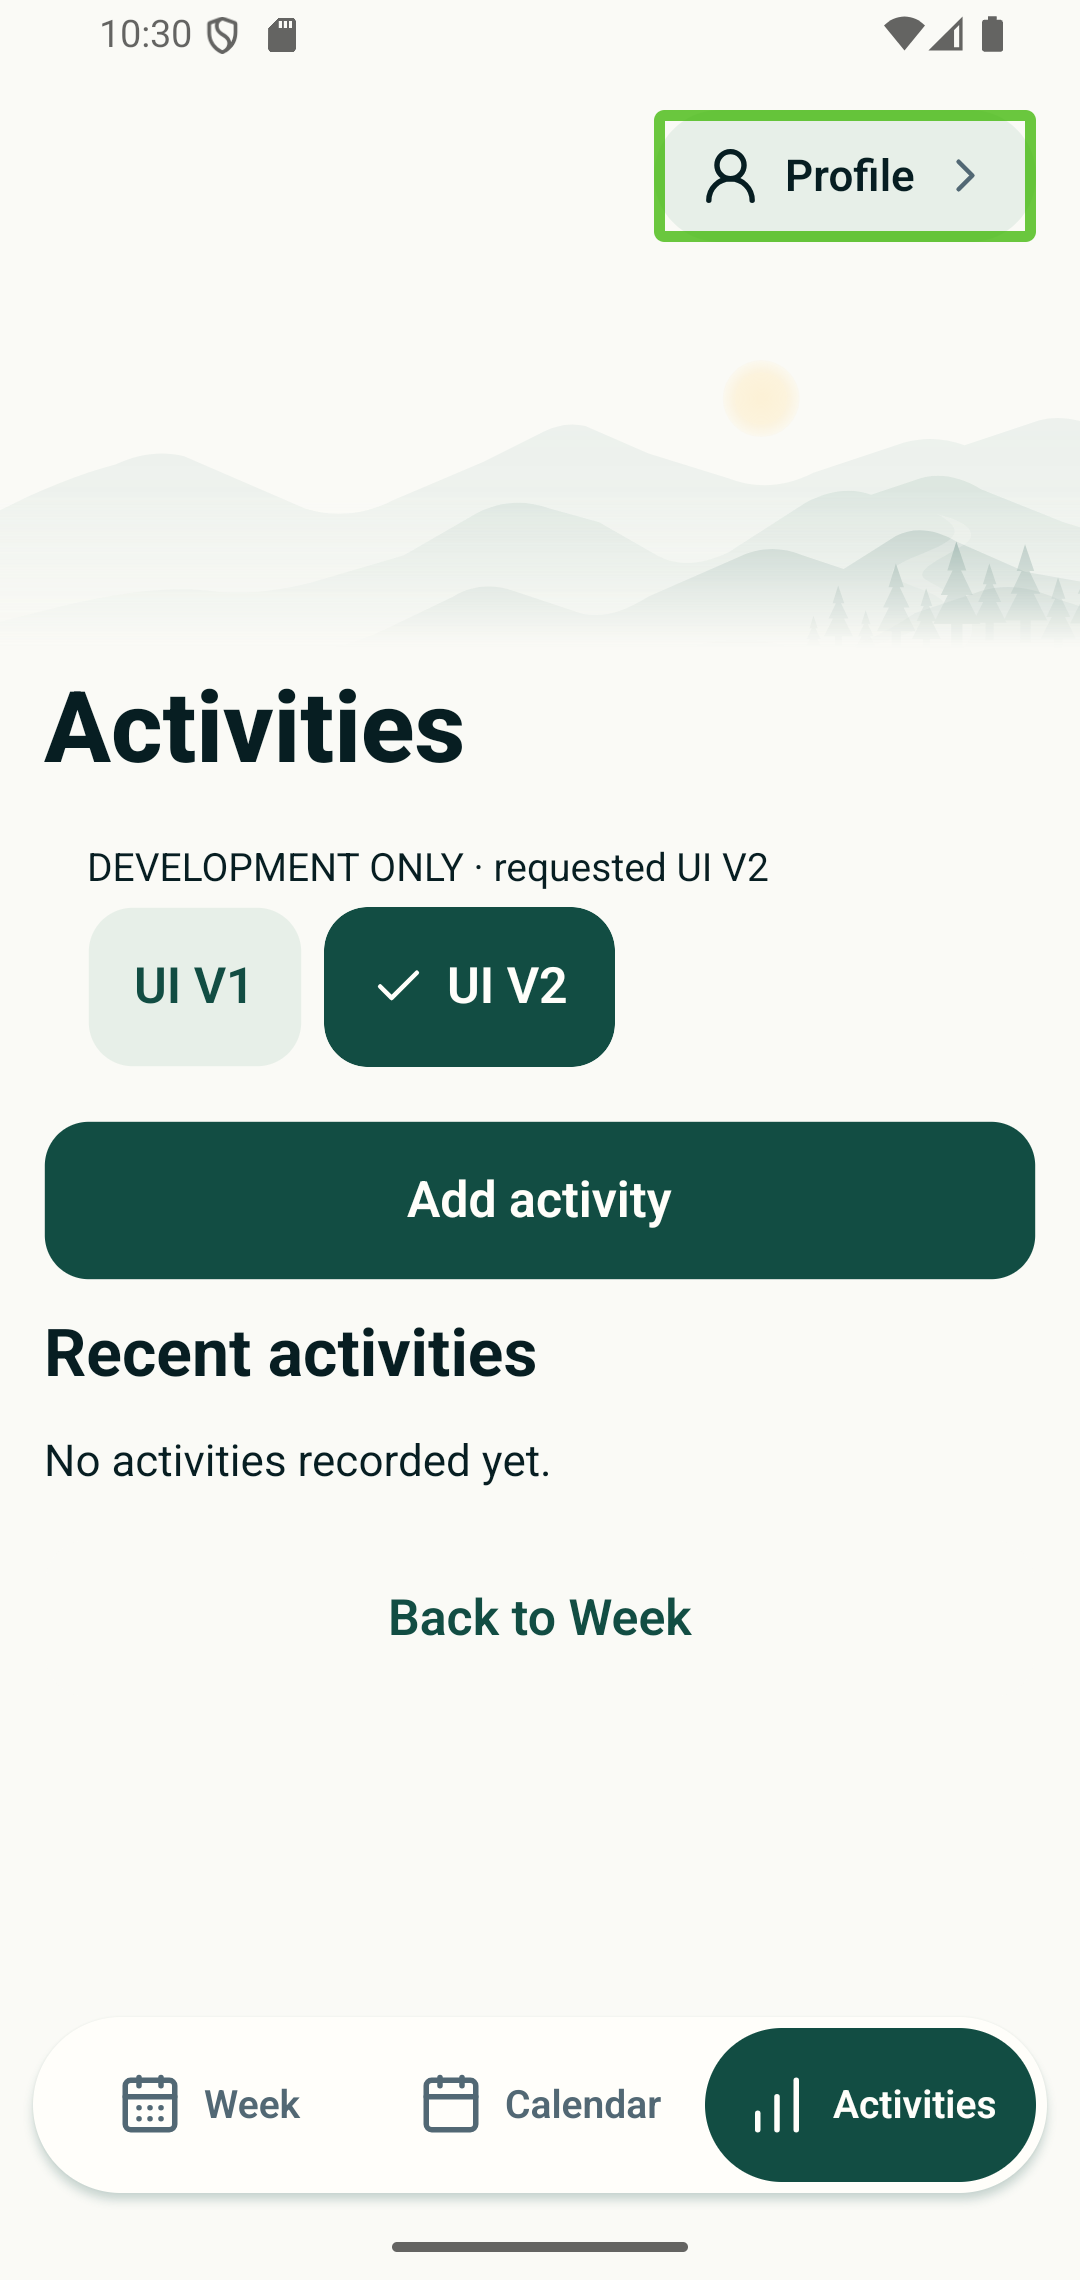 10:30
Profile
Activities
DEVELOPMENT ONLY · requested UI V2
UI V1
UI V2
Add activity
Recent activities
No activities recorded yet.
Back to Week
Week
Calendar
Activities